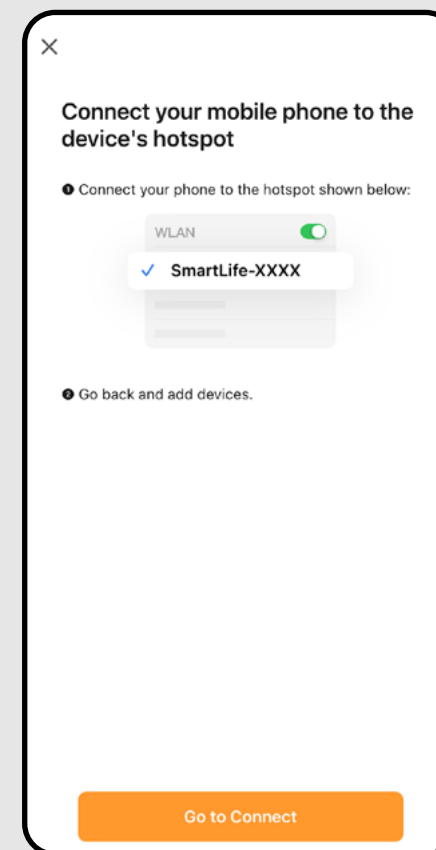 Connect your mobile phone to the
device's hotspot
❶ Connect your phone to the hotspot shown below:
WLAN
✓ SmartLife-XXXX
❷ Go back and add devices.
Go to Connect